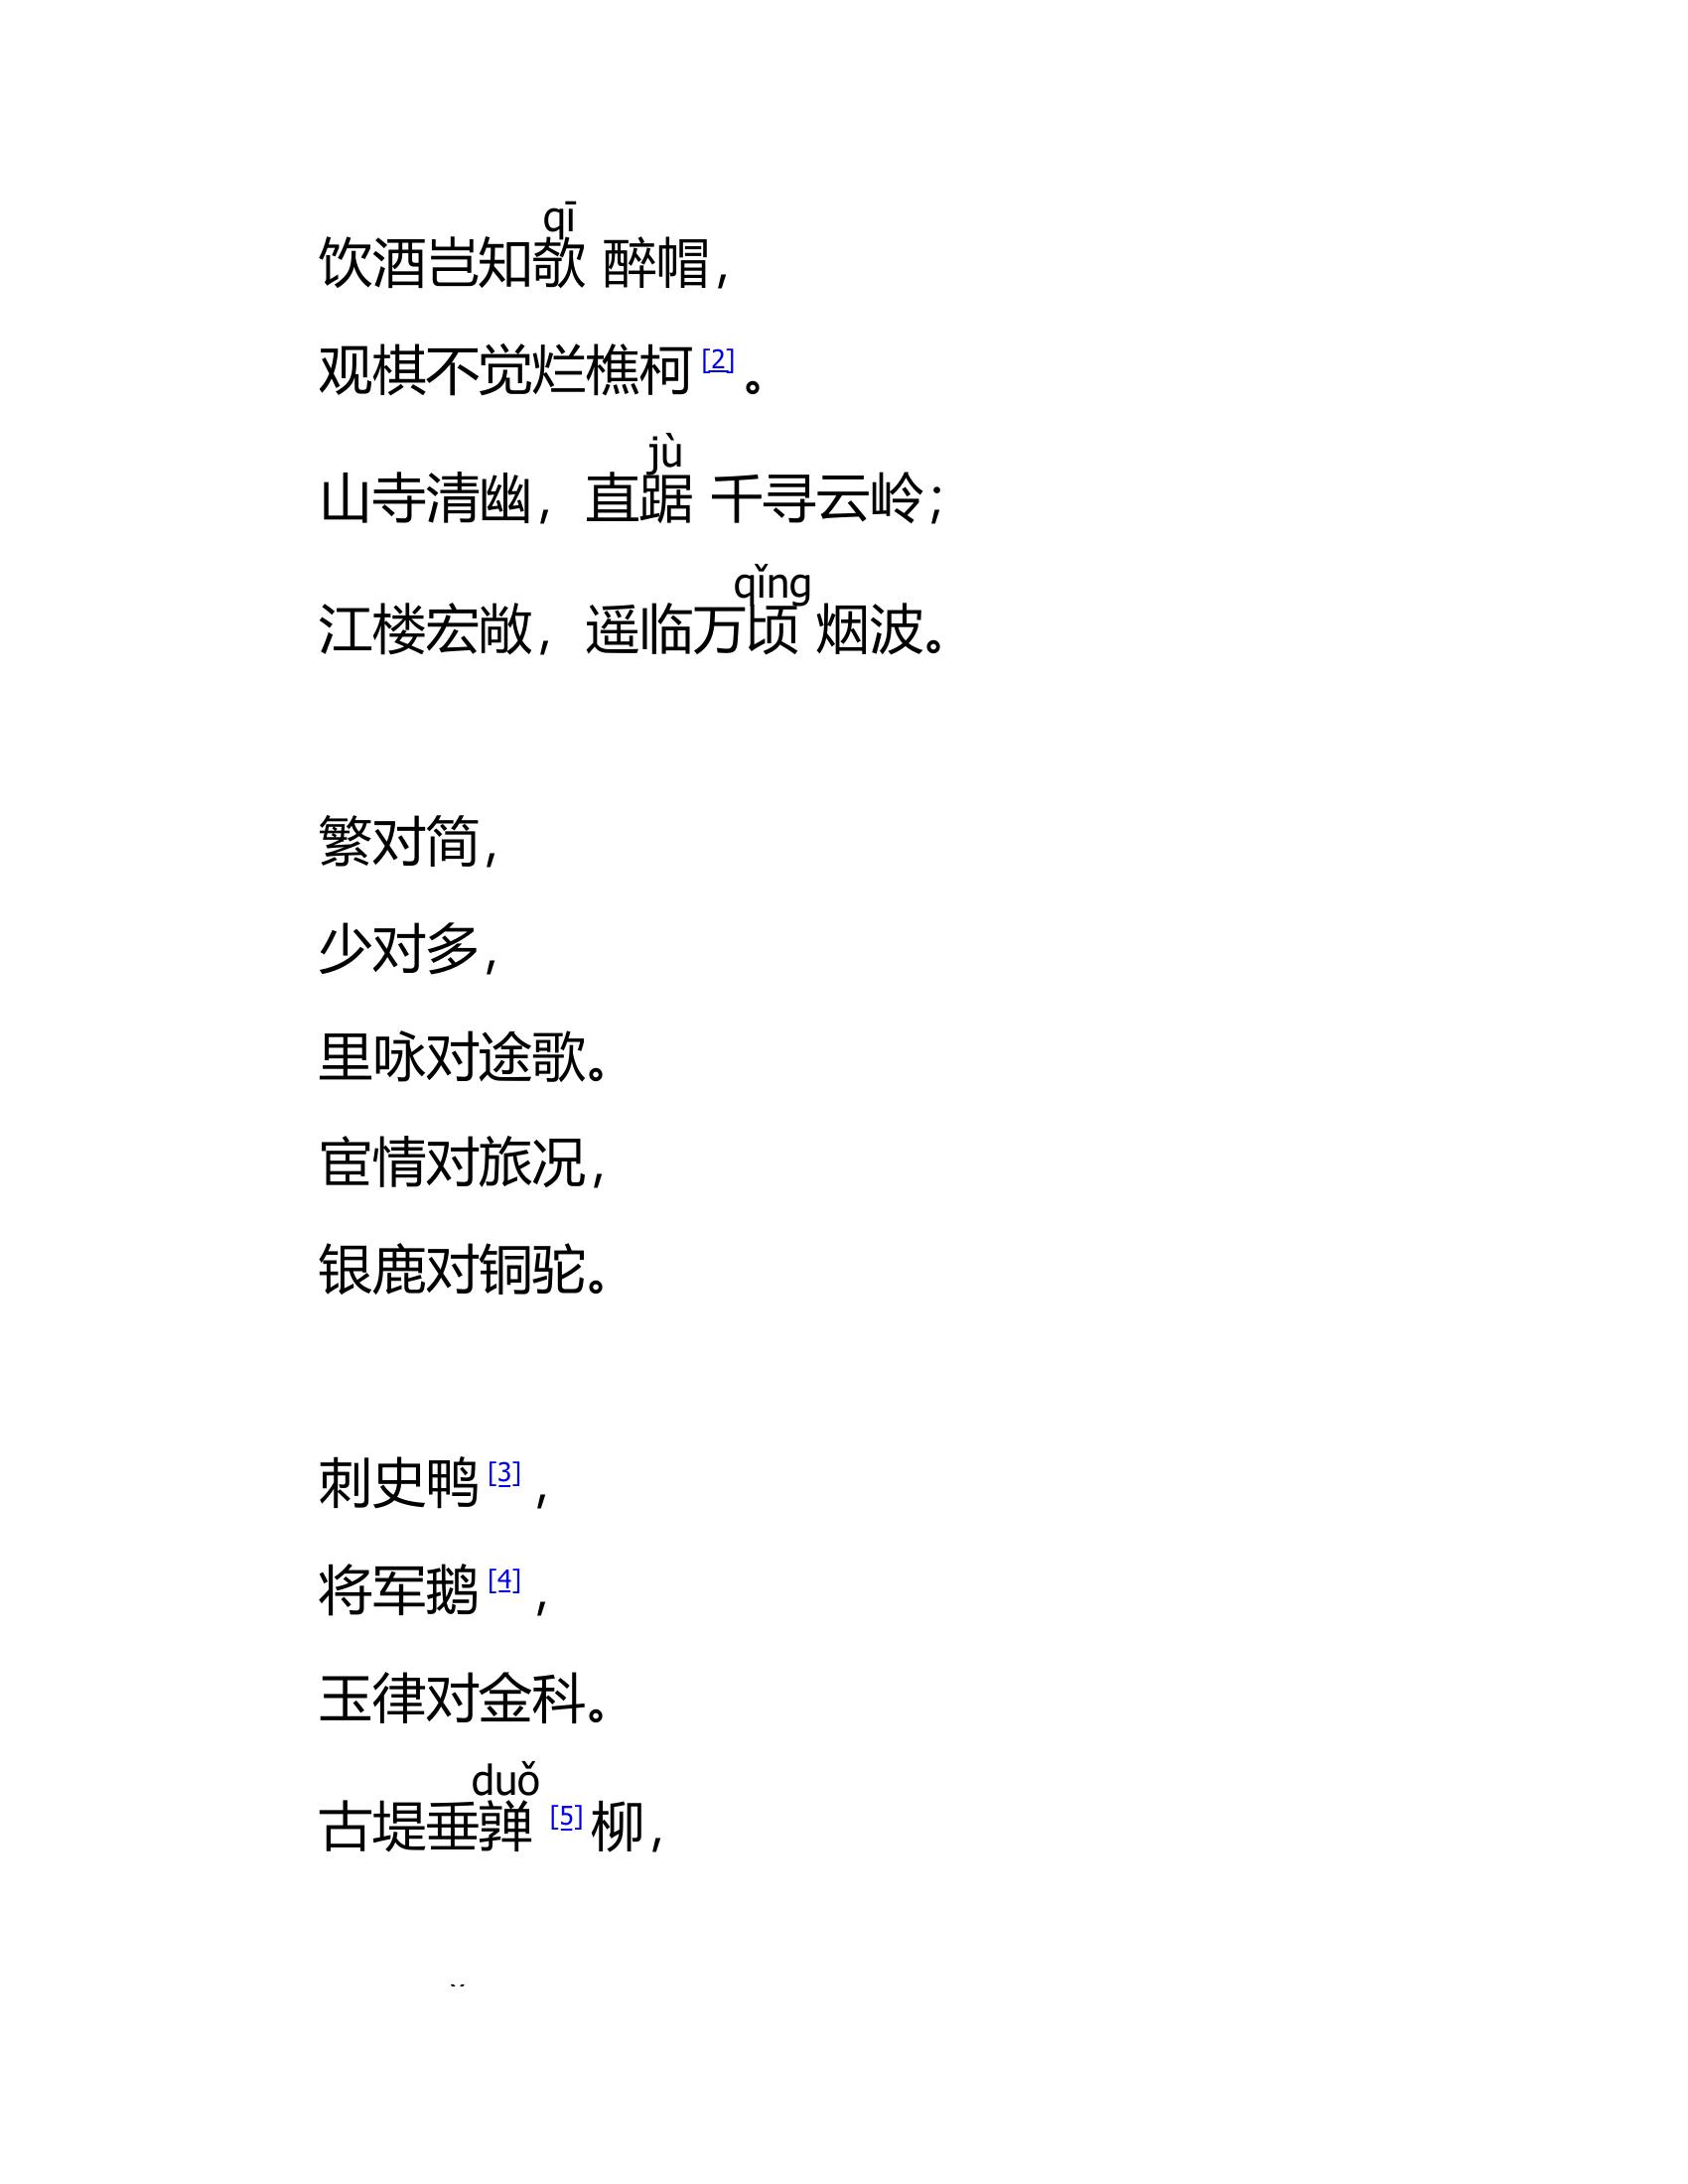 qī
饮酒岂知欹 醉帽，
观棋不觉烂樵柯[2]。
jù
山寺清幽，直踞 千寻云岭；
qǐng
江楼宏敞，遥临万顷 烟波。
繁对简，
少对多，
里咏对途歌。
宦情对旅况，
银鹿对铜驼。
刺史鸭[3]，
将军鹅[4]，
玉律对金科。
duǒ
古堤垂亸 [5]柳，